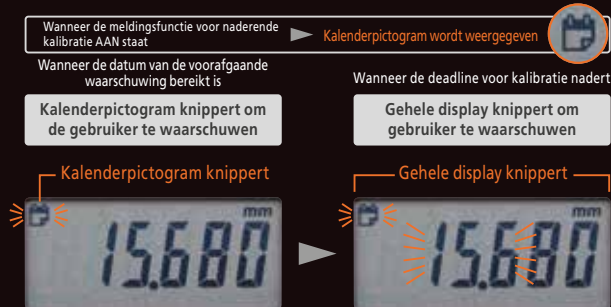 Wanneer de meldingsfunctie voor naderende
kalibratie AAN staat
Kalenderpictogram wordt weergegeven
Wanneer de datum van de voorafgaande
waarschuwing bereikt is
Kalenderpictogram knippert om
de gebruiker te waarschuwen
Wanneer de deadline voor kalibratie nadert
Gehele display knippert om
gebruiker te waarschuwen
Kalenderpictogram knippert
mm
15.680
Gehele display knippert
mm
15.680